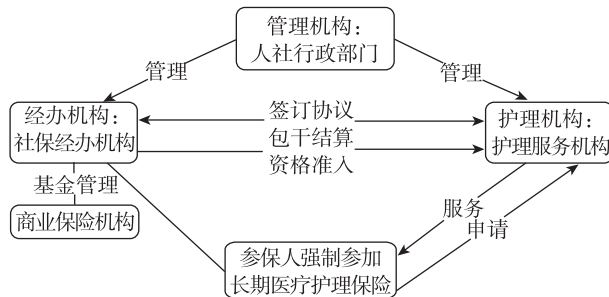 管理机构：
人社行政部门
管理
管理
经办机构：
社保经办机构
签订协议
包干结算
资格准入
护理机构：
护理服务机构
基金管理
商业保险机构
服务
申请
参保人强制参加
长期医疗护理保险